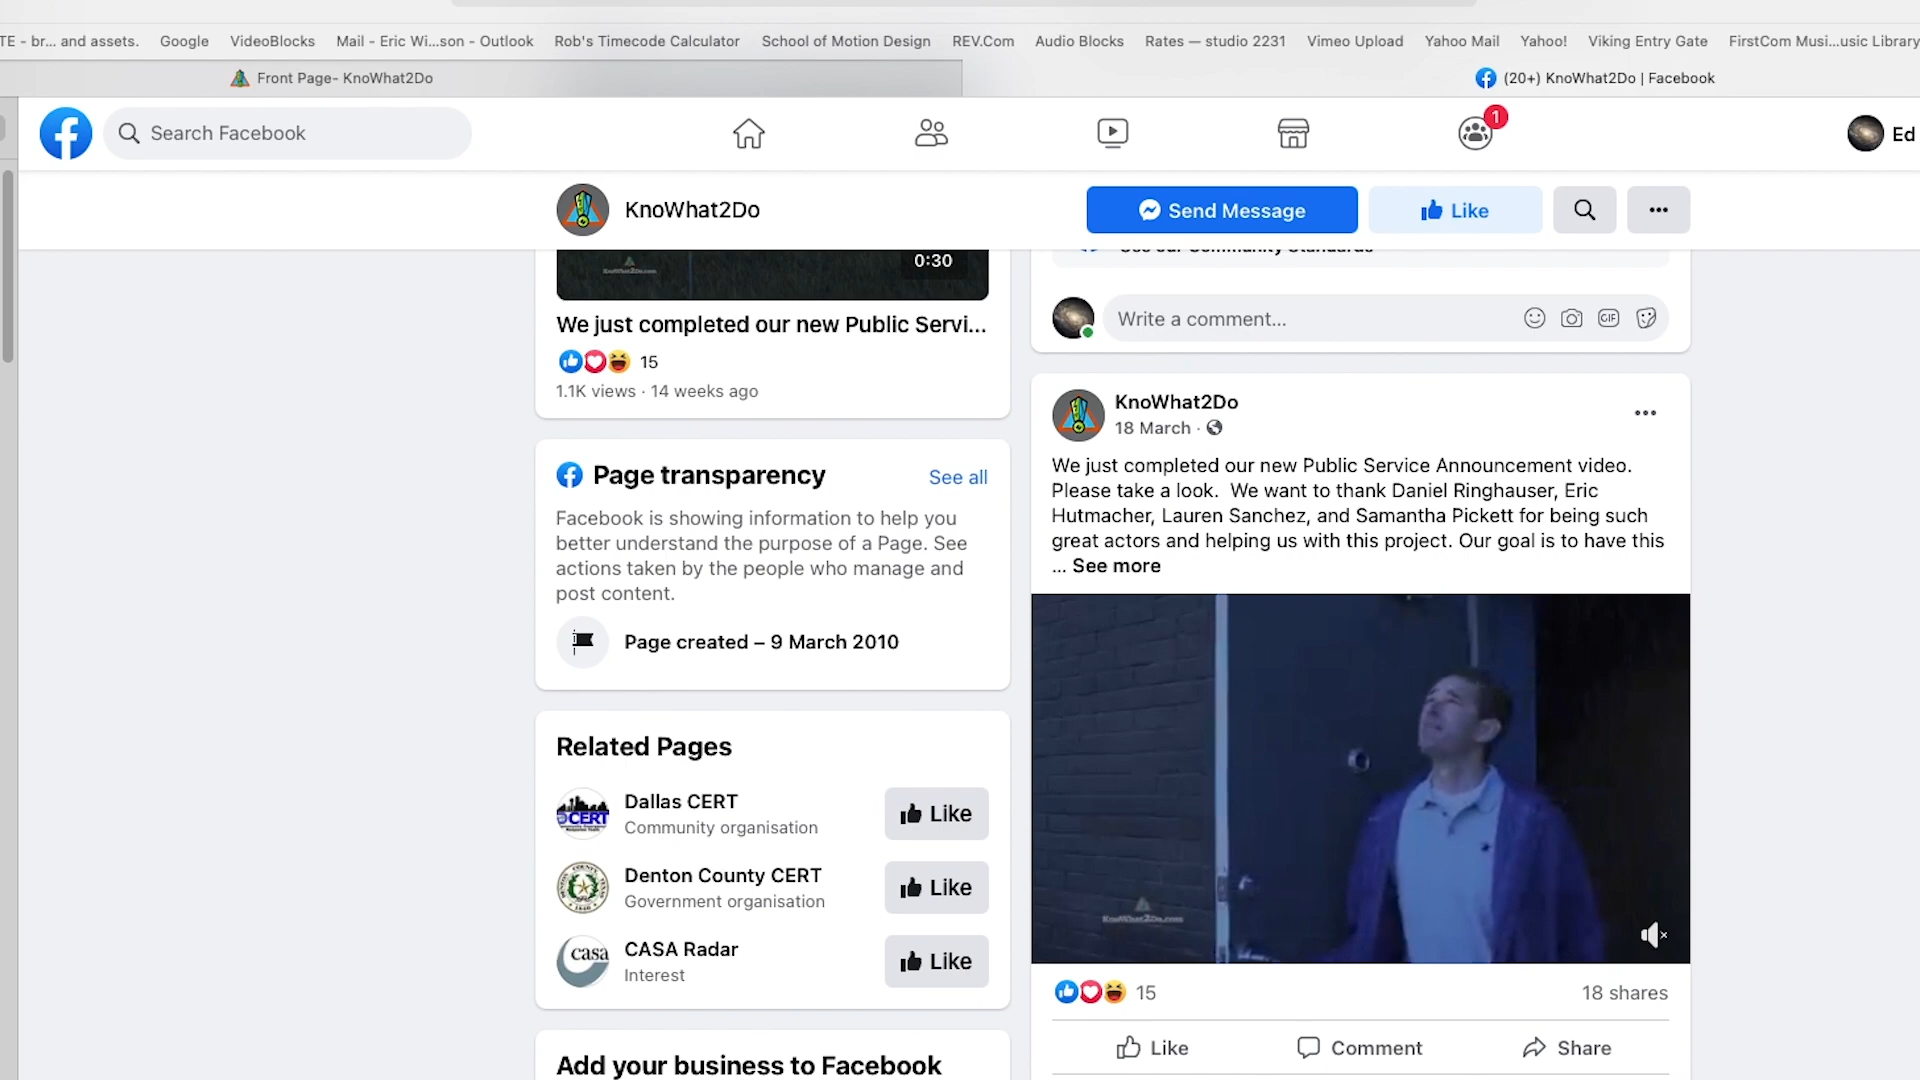 TE - br... and assets.
Google
VideoBlocks
Mail - Eric Wi...son - Outlook
Rob's Timecode Calculator
School of Motion Design
REV.Com
Audio Blocks
Rates — studio 2231
Vimeo Upload
Yahoo Mail
Yahoo!
Viking Entry Gate
FirstCom Musi...usic Library
Front Page- KnoWhat2Do
(20+) KnoWhat2Do | Facebook
Search Facebook
1
Ed
KnoWhat2Do
Send Message
Like
0:30
We just completed our new Public Servi...
15
1.1K views · 14 weeks ago
Page transparency
See all
Facebook is showing information to help you
better understand the purpose of a Page. See
actions taken by the people who manage and
post content.
Page created – 9 March 2010
Related Pages
CERT
Dallas CERT
Community organisation
Like
Denton County CERT
Government organisation
Like
casa
CASA Radar
Interest
Like
Add your business to Facebook
See our Community Standards
Write a comment...
GIF
KnoWhat2Do
18 March ·
We just completed our new Public Service Announcement video.
Please take a look.  We want to thank Daniel Ringhauser, Eric
Hutmacher, Lauren Sanchez, and Samantha Pickett for being such
great actors and helping us with this project. Our goal is to have this
... See more
KnoWhat2Do.com
15
18 shares
Like
Comment
Share